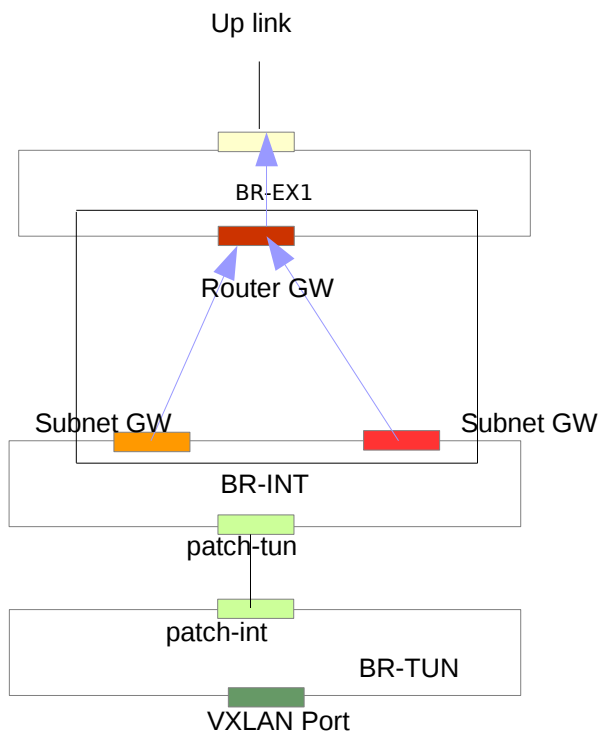 Up link
BR-EX1
Router GW
Subnet GW
Subnet GW
BR-INT
patch-tun
patch-int
BR-TUN
VXLAN Port